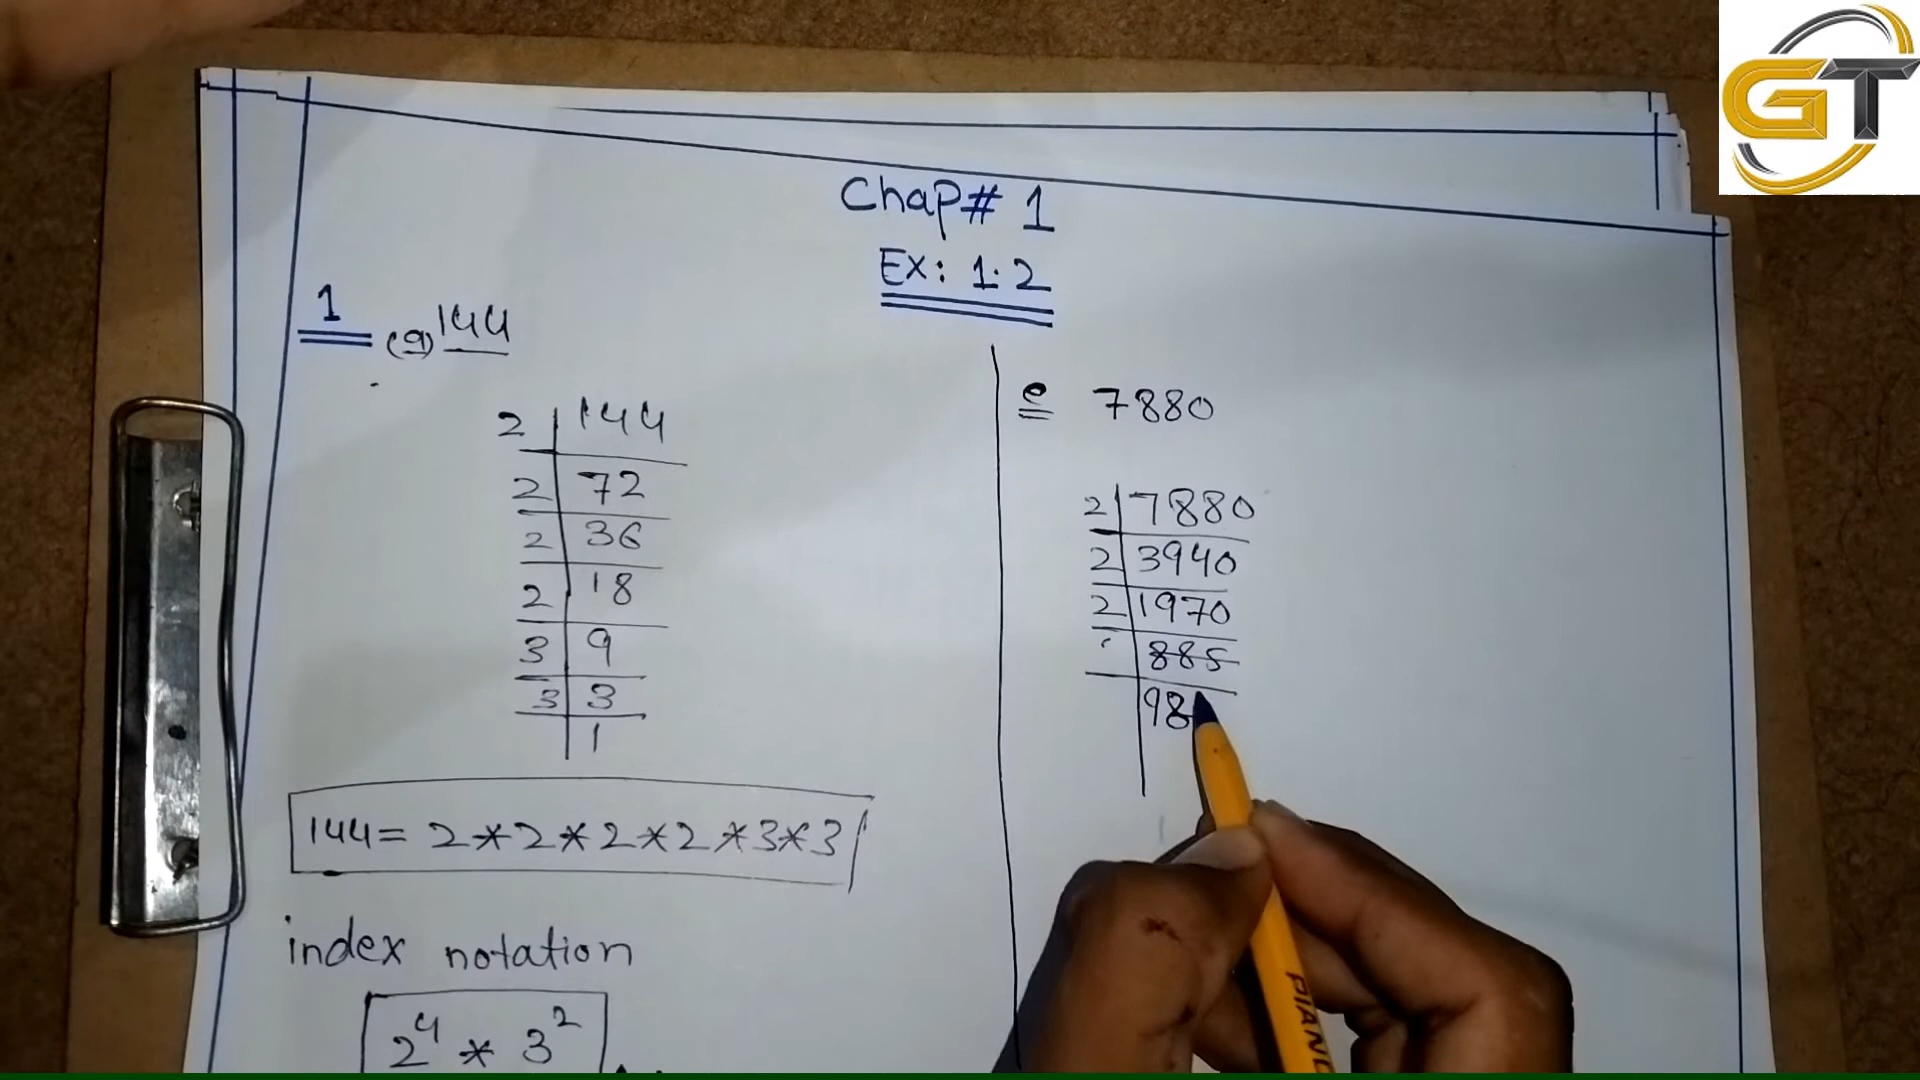 GT
Chap# 1
Ex: 1.2
1 (a) 144
2 144
2 72
2 36
2 18
3 9
3 3
1
144= 2*2*2*2*3*3
index notation
2^4 * 3^2
e 7880
2 7880
2 3940
2 1970
885
98
PIANO